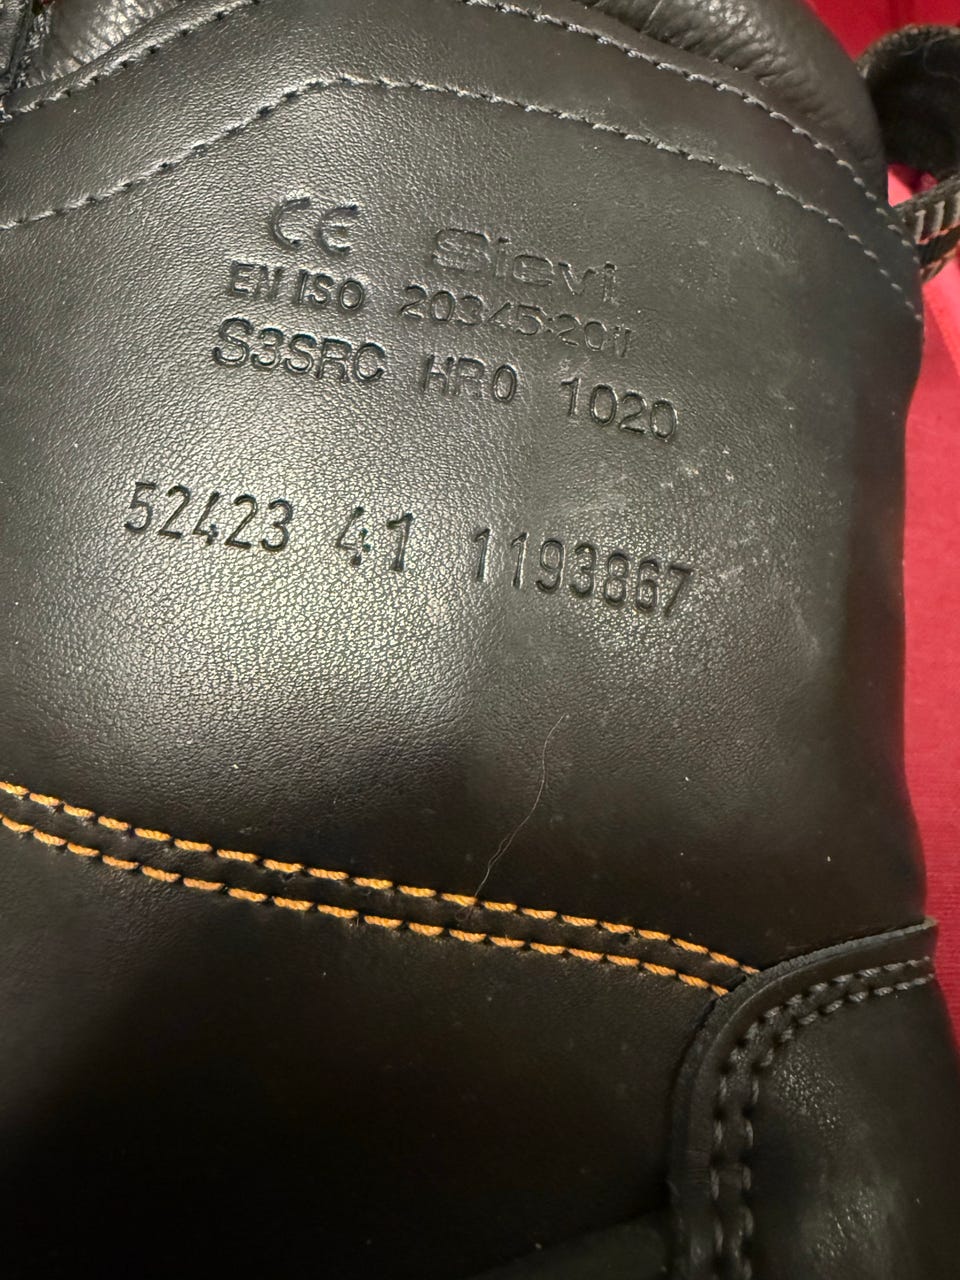 CE Sievi
EN ISO 20345:2011
S3SRC HRO 1020
52423 41 1193867